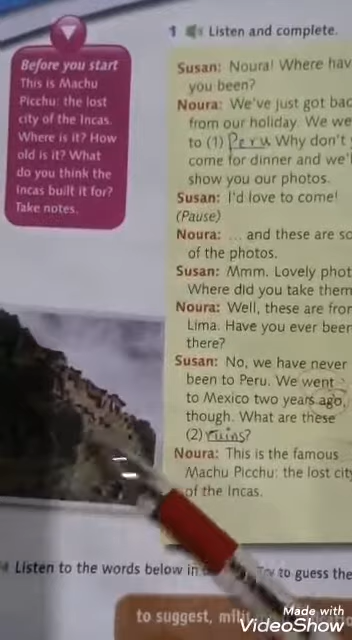 Before you start
This is Machu
Picchu: the lost
city of the Incas.
Where is it? How
old is it? What
do you think the
Incas built it for?
Take notes.
1 Listen and complete.
Susan: Noura! Where hav
you been?
Noura: We've just got bac
from our holiday. We we
to (1) Peru Why don't
come for dinner and we'l
show you our photos.
Susan: I'd love to come!
(Pause)
Noura: ... and these are so
of the photos.
Susan: Mmm. Lovely phot
Where did you take them
Noura: Well, these are fror
Lima. Have you ever been
there?
Susan: No, we have never
been to Peru. We went
to Mexico two years ago,
though. What are these
(2) ruins?
Noura: This is the famous
Machu Picchu: the lost city
of the Incas.
Listen to the words below in to guess the
to suggest,
Made with
VideoShow